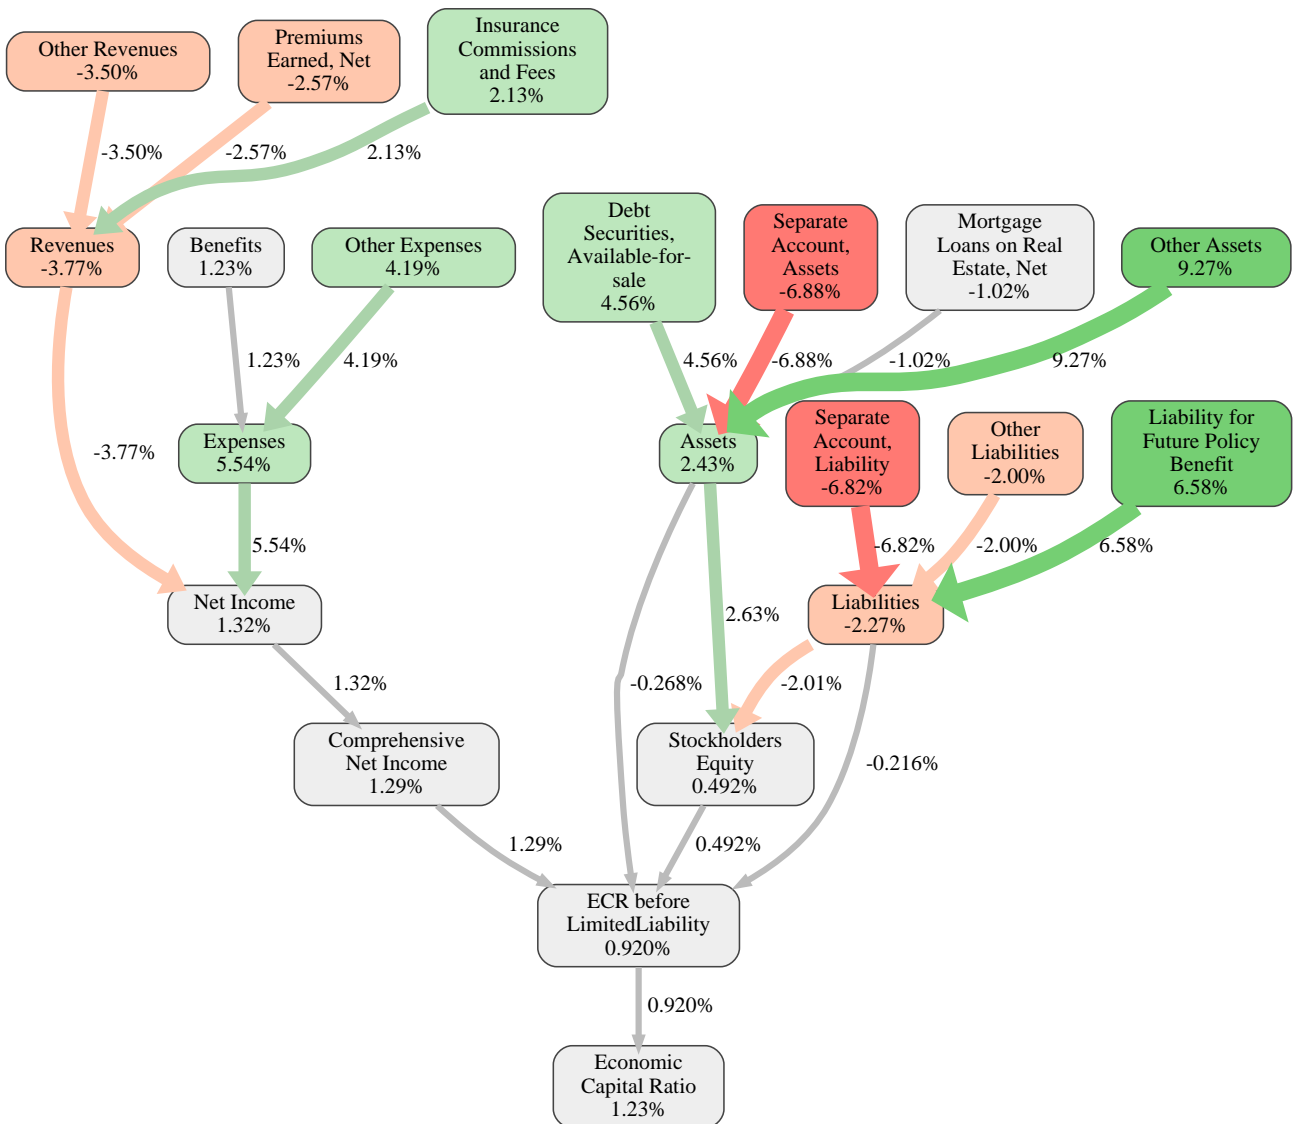 Other Revenues
-3.50%
Premiums
Earned, Net
-2.57%
Insurance
Commissions
and Fees
2.13%
-3.50%
-2.57%
2.13%
Revenues
-3.77%
Benefits
1.23%
Other Expenses
4.19%
Debt
Securities,
Available-for-
sale
4.56%
Separate
Account,
Assets
-6.88%
Mortgage
Loans on Real
Estate, Net
-1.02%
Other Assets
9.27%
1.23%
4.19%
4.56%
-6.88%
-1.02%
9.27%
-3.77%
Expenses
5.54%
Assets
2.43%
Separate
Account,
Liability
-6.82%
Other
Liabilities
-2.00%
Liability for
Future Policy
Benefit
6.58%
5.54%
-6.82%
-2.00%
6.58%
Net Income
1.32%
2.63%
Liabilities
-2.27%
1.32%
-0.268%
-2.01%
Comprehensive
Net Income
1.29%
Stockholders
Equity
0.492%
-0.216%
1.29%
0.492%
ECR before
LimitedLiability
0.920%
0.920%
Economic
Capital Ratio
1.23%